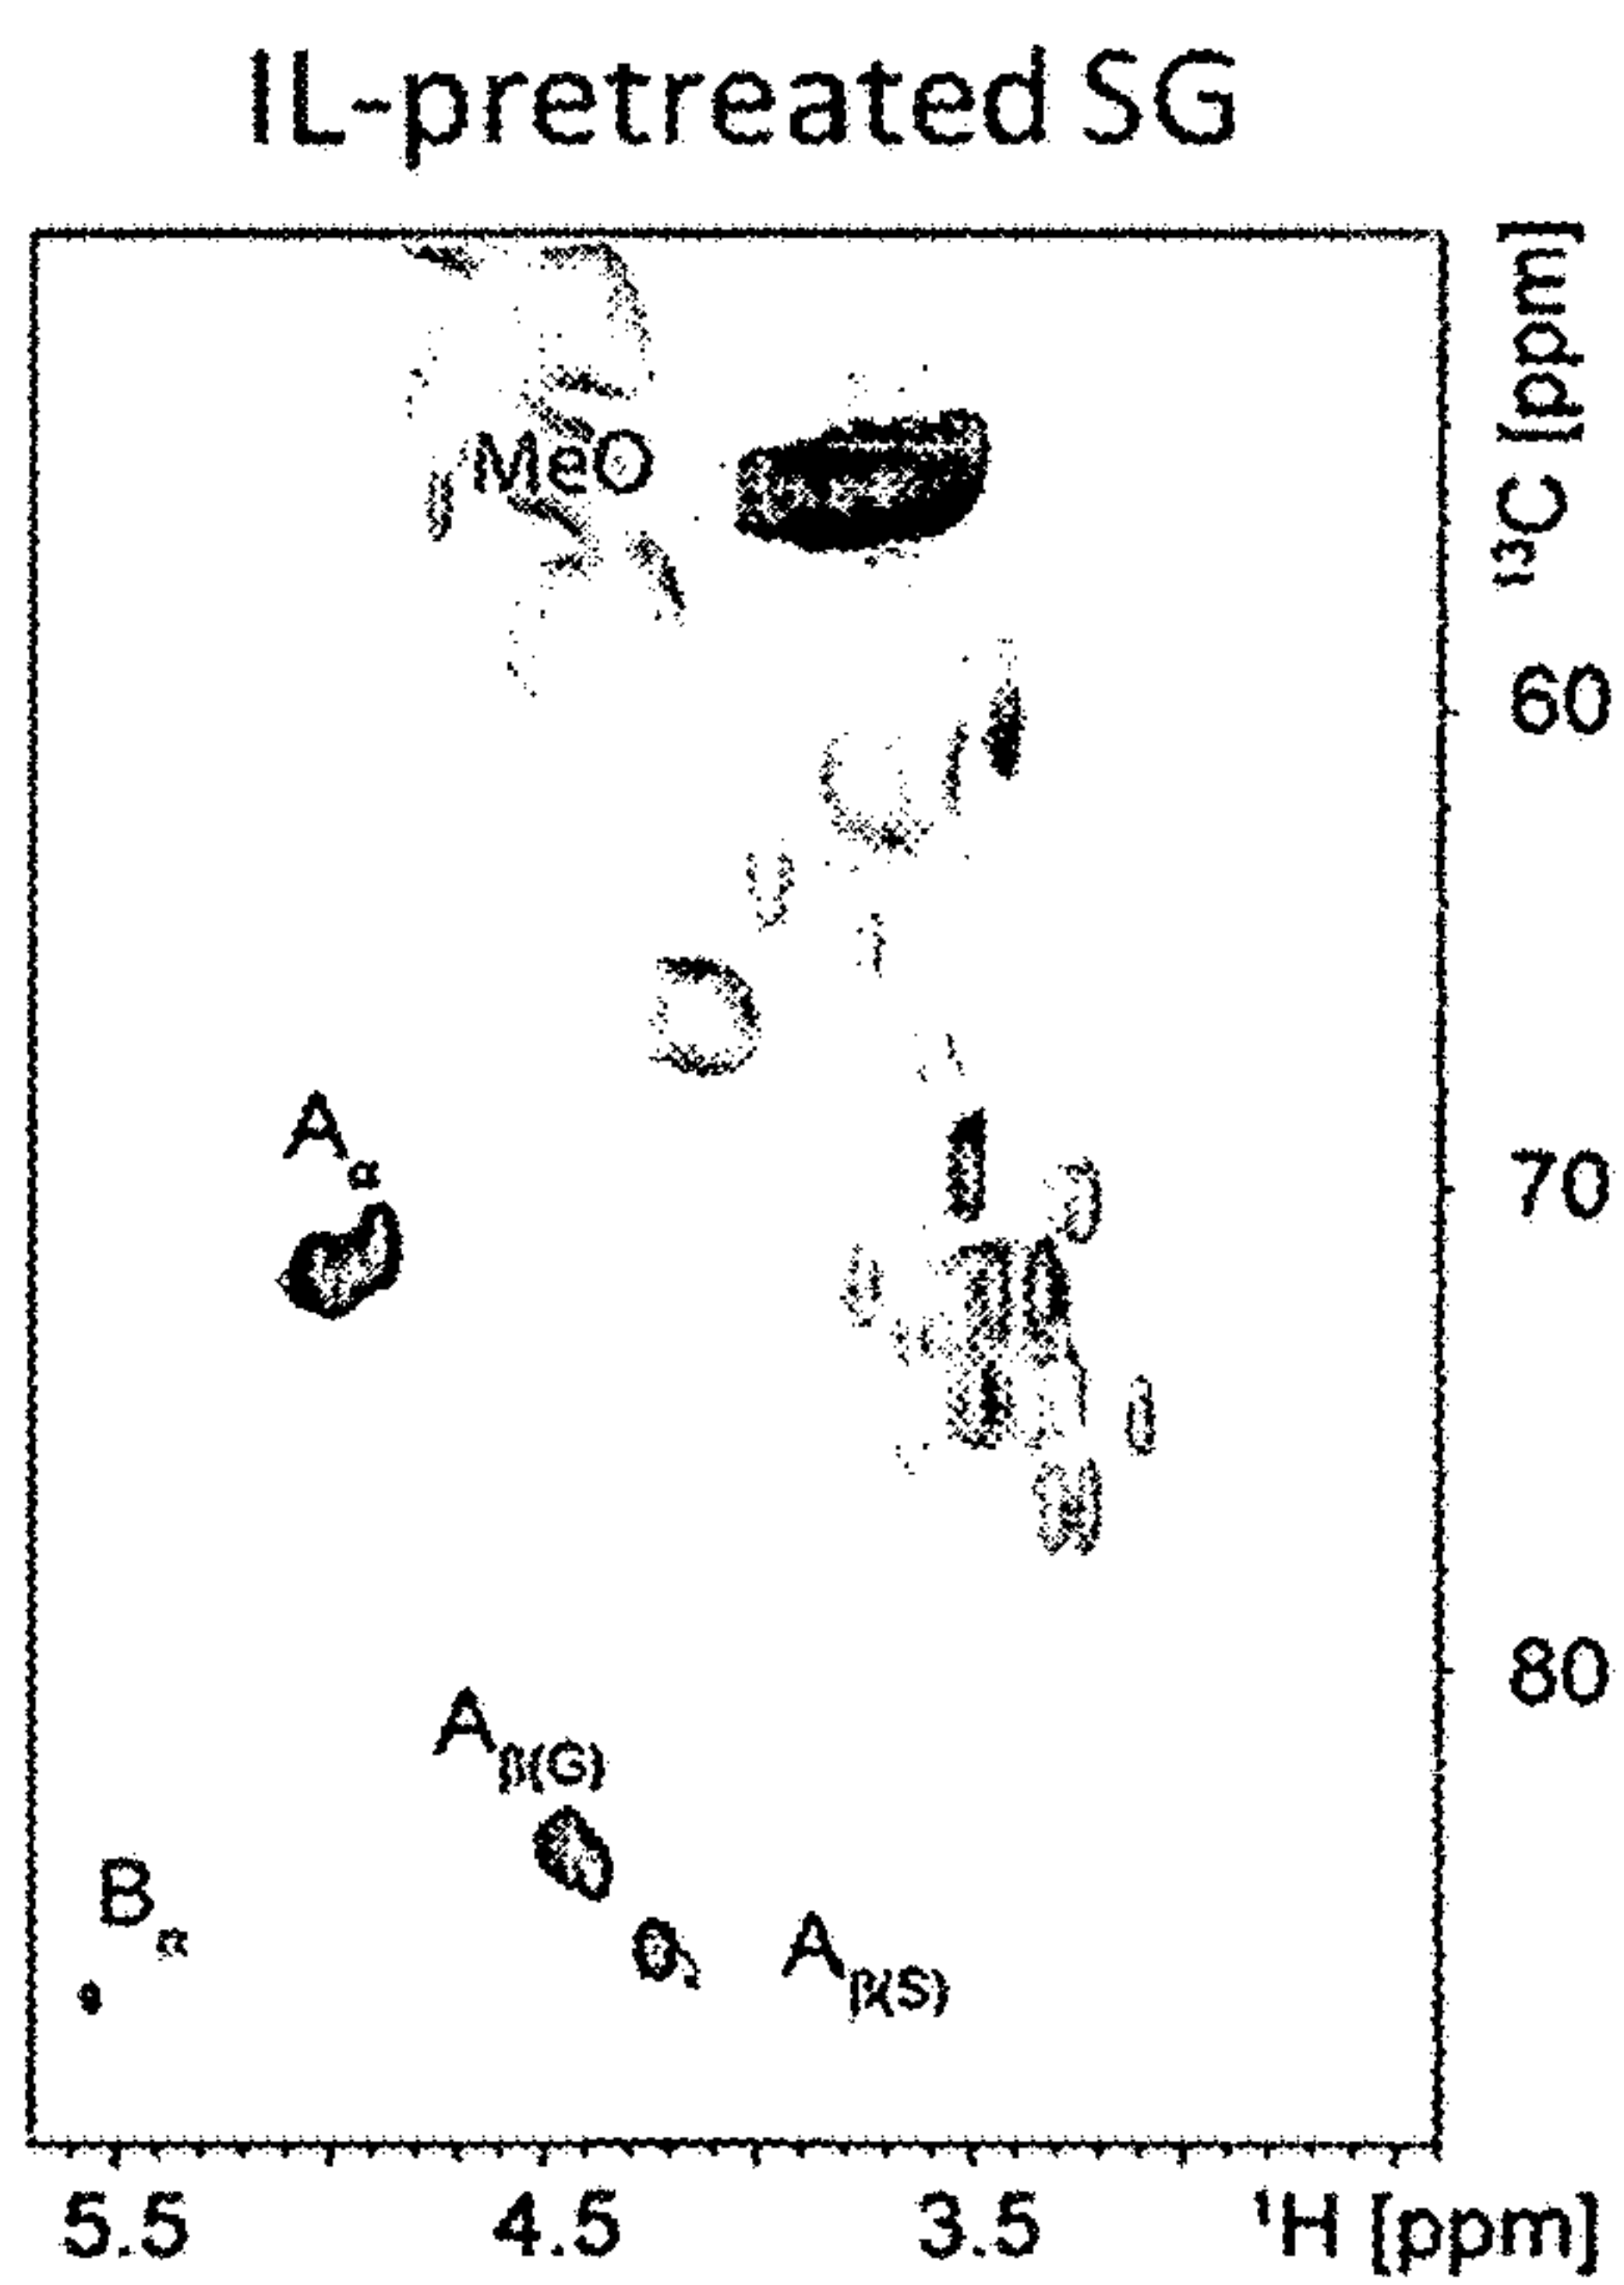 IL-pretreated SG
¹³C [ppm]
MeO
60
Aα
70
80
Aβ(G)
Bα
Aβ(S)
5.5 4.5 3.5 ¹H [ppm]